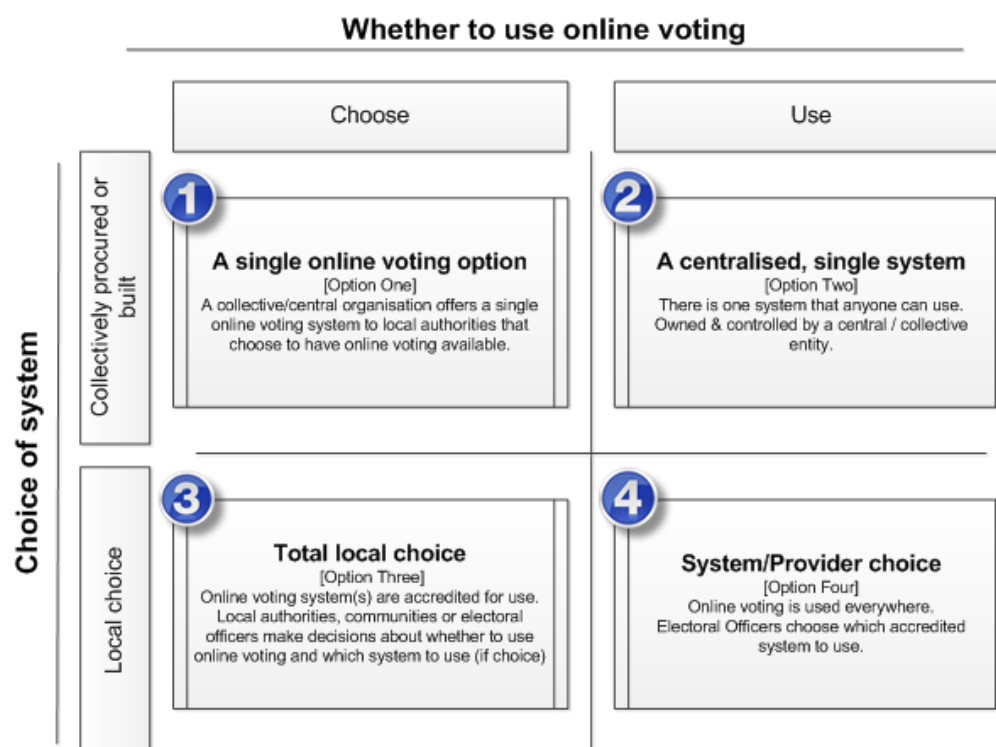 Whether to use online voting
Choose
Use
Choice of system
Collectively procured or
built
1
A single online voting option
[Option One]
A collective/central organisation offers a single
online voting system to local authorities that
choose to have online voting available.
2
A centralised, single system
[Option Two]
There is one system that anyone can use.
Owned & controlled by a central / collective
entity.
Local choice
3
Total local choice
[Option Three]
Online voting system(s) are accredited for use.
Local authorities, communities or electoral
officers make decisions about whether to use
online voting and which system to use (if choice)
4
System/Provider choice
[Option Four]
Online voting is used everywhere.
Electoral Officers choose which accredited
system to use.